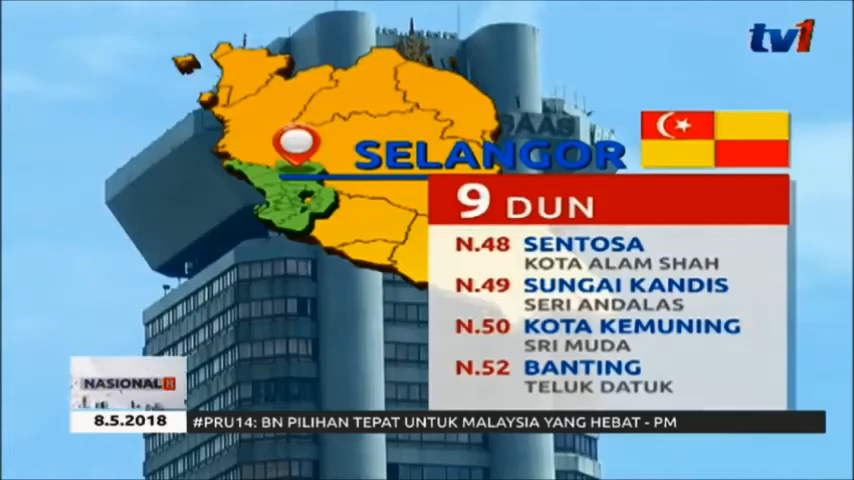 tv1
SELANGOR
9 DUN
N.48 SENTOSA
KOTA ALAM SHAH
N.49 SUNGAI KANDIS
SERI ANDALAS
N.50 KOTA KEMUNING
SRI MUDA
N.52 BANTING
TELUK DATUK
NASIONAL 8
8.5.2018 #PRU14: BN PILIHAN TEPAT UNTUK MALAYSIA YANG HEBAT - PM